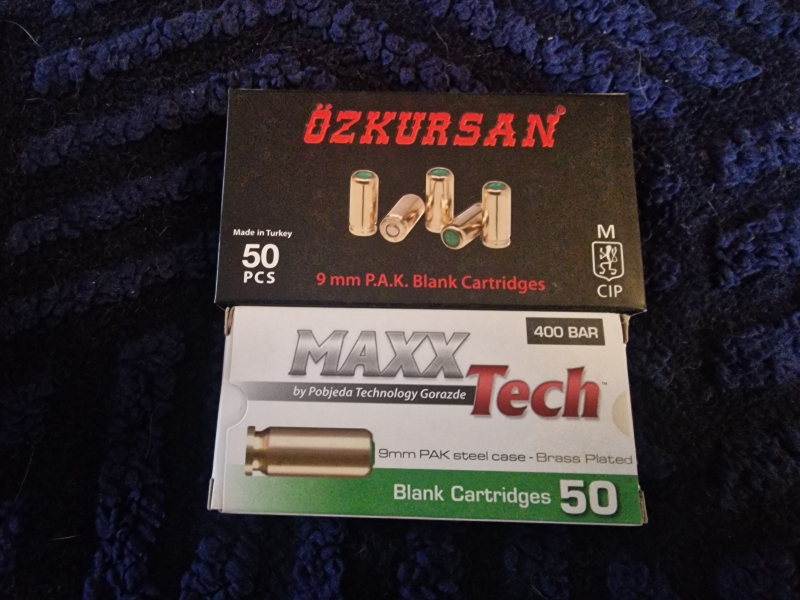 ÖZKURSAN®
Made in Turkey
50
PCS
9 mm P.A.K. Blank Cartridges
M
CIP
400 BAR
MAXX
by Pobjeda Technology Gorazde
Tech™
9mm PAK steel case - Brass Plated
Blank Cartridges 50